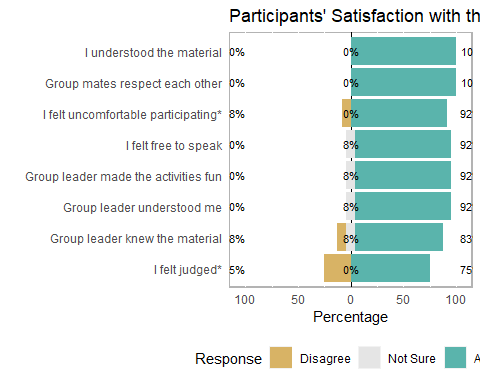 Participants' Satisfaction with th
I understood the material 0% 0% 10
Group mates respect each other 0% 0% 10
I felt uncomfortable participating* 8% 0% 92
I felt free to speak 0% 8% 92
Group leader made the activities fun 0% 8% 92
Group leader understood me 0% 8% 92
Group leader knew the material 8% 8% 83
I felt judged* 5% 0% 75
100 50 0 50 100
Percentage
Response Disagree Not Sure A